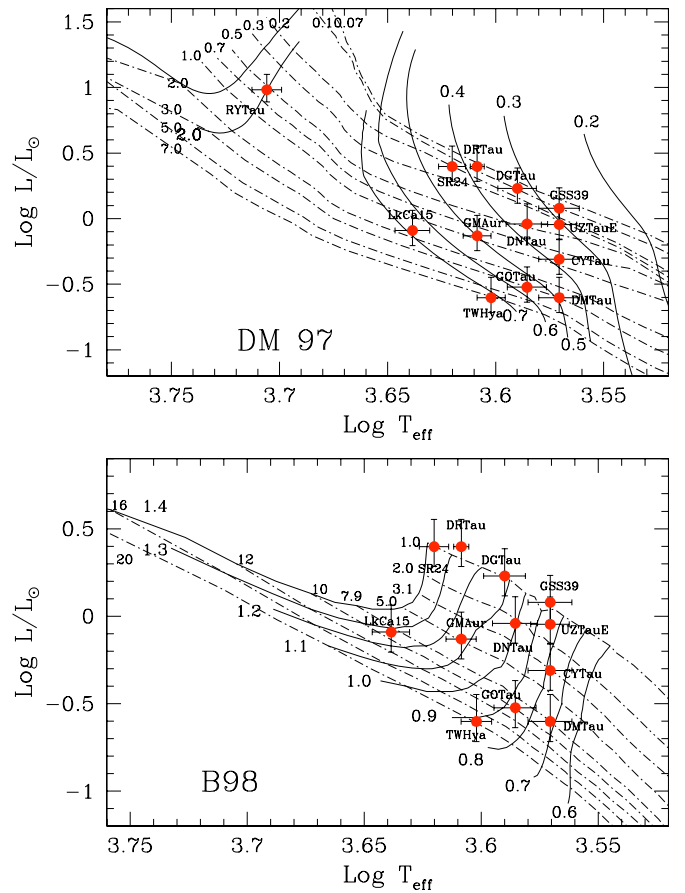 1.5
1
0.5
0
−1
Log L/L⊙
0.3 0.2
0.10.07
0.5
0.7
1.0
2.0
3.0
5.0
2.0
7.0
RYTau
0.4
0.3
0.2
DRTau
SR24
DGTau
GSS39
LkCa15
GMAur
DNTau
UZTauE
CYTau
GOTau
DMTau
TWHya
0.7
0.6
0.5
DM 97
3.75
3.7
3.65
3.6
3.55
Log Teff
0.5
0
−1
Log L/L⊙
16
1.4
1.3
20
12
1.2
10
7.9
5.0
3.1
2.0
1.0
SR24
DRTau
DGTau
GSS39
LkCa15
GMAur
DNTau
UZTauE
1.1
1.0
CYTau
GOTau
0.9
TWHya
DMTau
0.8
0.7
0.6
B98
3.75
3.7
3.65
3.6
3.55
Log Teff